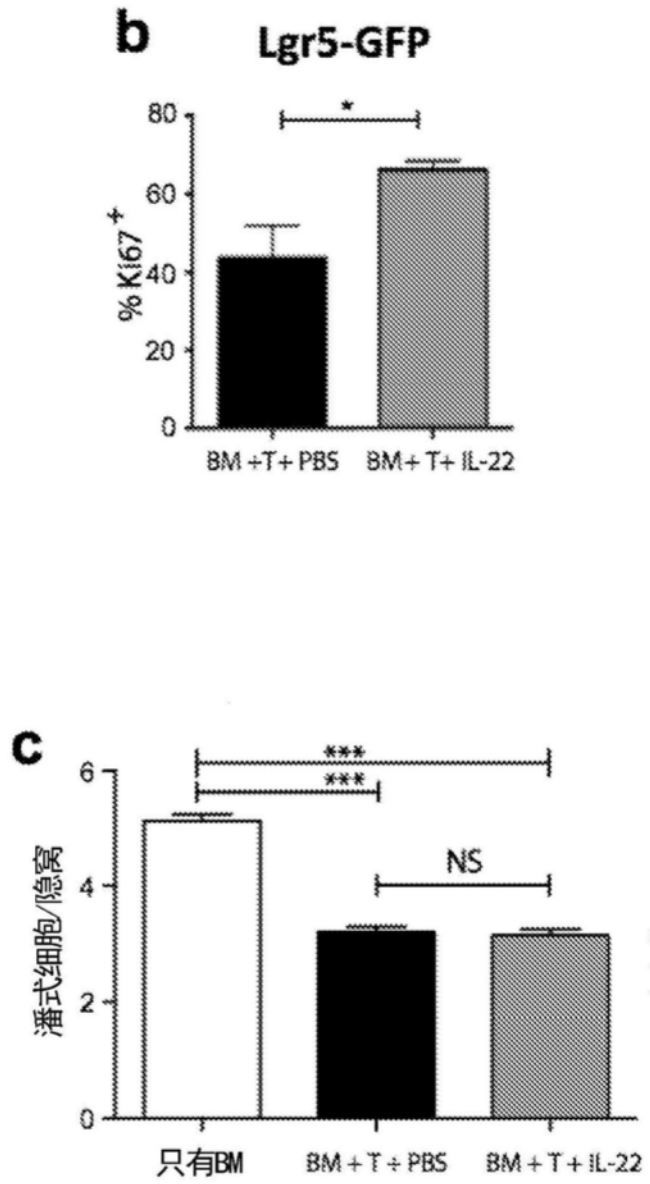 b Lgr5-GFP
*
80
60
40
20
0
% Ki67+
BM +T+ PBS BM+ T+ IL-22
c
***
***
NS
6
4
2
0
潘式细胞/隐窝
只有BM BM + T + PBS BM + T + IL-22